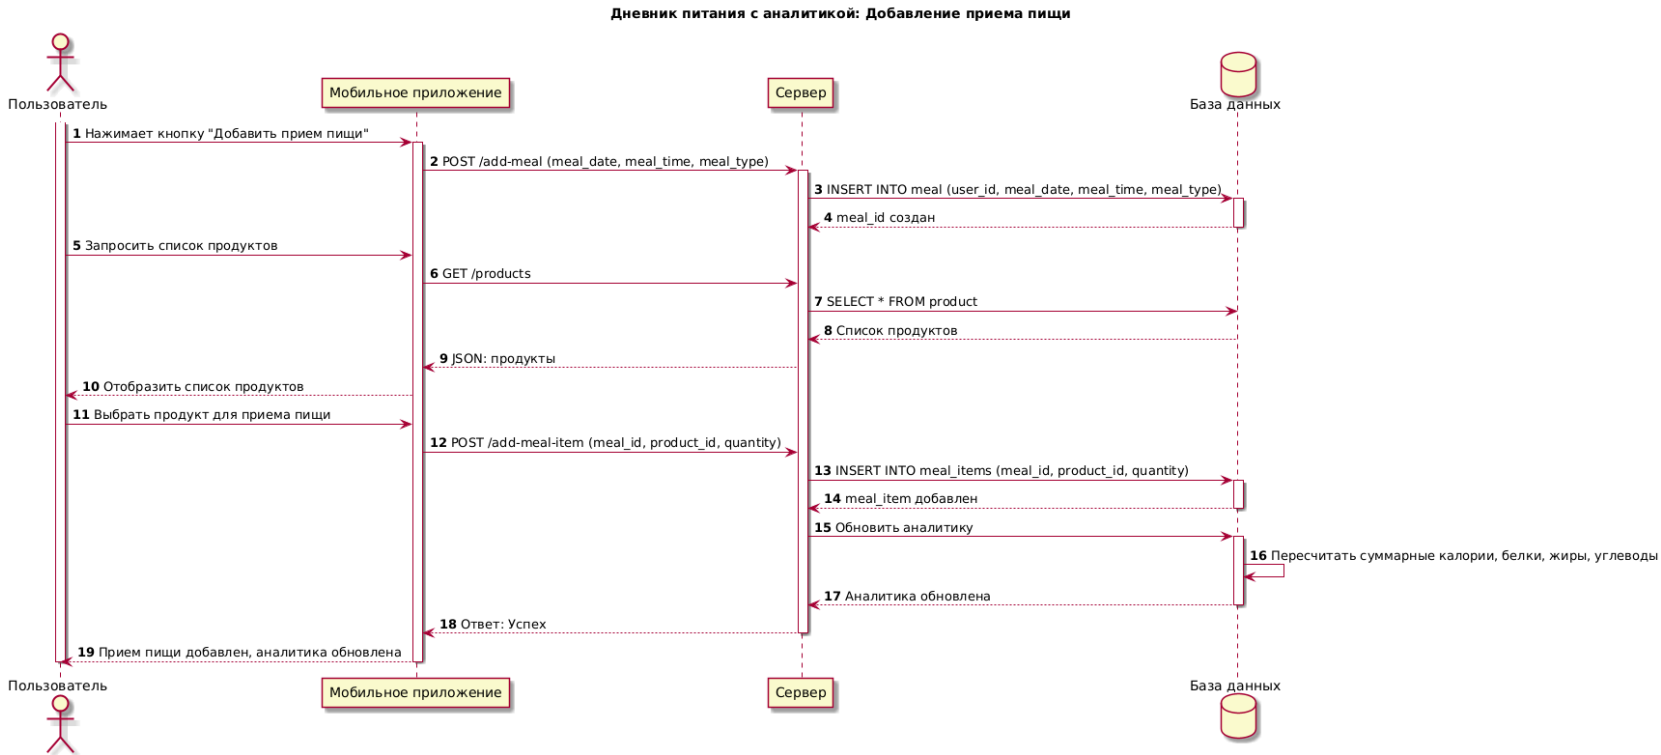 Дневник питания с аналитикой: Добавление приема пищи
Пользователь
Мобильное приложение
Сервер
База данных
1 Нажимает кнопку "Добавить прием пищи"
2 POST /add-meal (meal_date, meal_time, meal_type)
3 INSERT INTO meal (user_id, meal_date, meal_time, meal_type)
4 meal_id создан
5 Запросить список продуктов
6 GET /products
7 SELECT * FROM product
8 Список продуктов
9 JSON: продукты
10 Отобразить список продуктов
11 Выбрать продукт для приема пищи
12 POST /add-meal-item (meal_id, product_id, quantity)
13 INSERT INTO meal_items (meal_id, product_id, quantity)
14 meal_item добавлен
15 Обновить аналитику
16 Пересчитать суммарные калории, белки, жиры, углеводы
17 Аналитика обновлена
18 Ответ: Успех
19 Прием пищи добавлен, аналитика обновлена
Пользователь
Мобильное приложение
Сервер
База данных